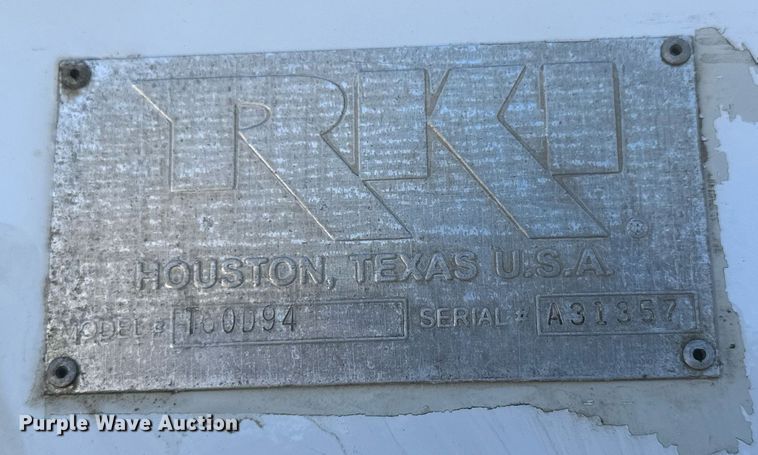 RKI ®
HOUSTON, TEXAS U.S.A.
MODEL # T60D94 SERIAL # A31357
Purple Wave Auction®